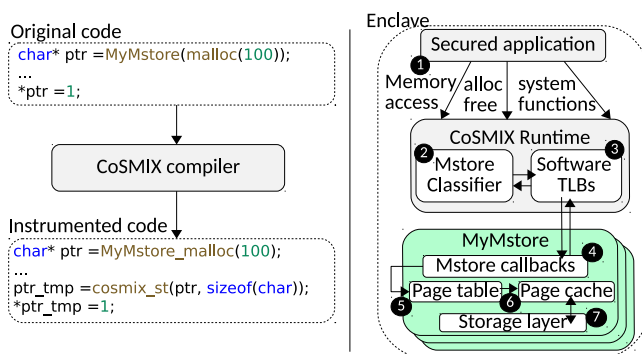 Original code
char* ptr =MyMstore(malloc(100));
...
*ptr =1;
CoSMIX compiler
Instrumented code
char* ptr =MyMstore_malloc(100);
...
ptr_tmp =cosmix_st(ptr, sizeof(char));
*ptr_tmp =1;
Enclave
Secured application
1
Memory
access
alloc
free
system
functions
CoSMIX Runtime
2
Mstore
Classifier
3
Software
TLBs
MyMstore
4
Mstore callbacks
5
Page table
6
Page cache
7
Storage layer